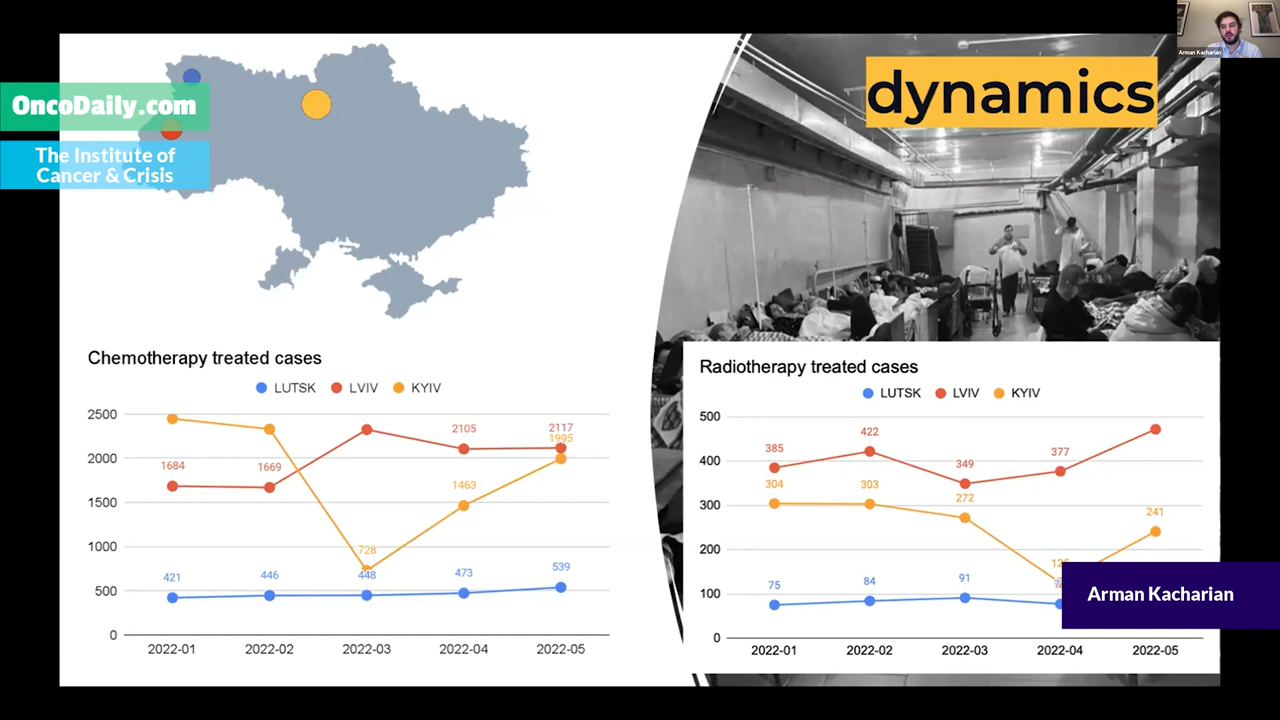 Arman Kacharian
dynamics
OncoDaily.com
The Institute of
Cancer & Crisis
Chemotherapy treated cases
LUTSK LVIV KYIV
2500
2000
1500
1000
500
0
1684
1669
2105
2117
1995
1463
728
421
446
448
473
539
2022-01 2022-02 2022-03 2022-04 2022-05
Radiotherapy treated cases
LUTSK LVIV KYIV
500
400
300
200
100
0
385
422
349
377
304
303
272
241
75
84
91
2022-01 2022-02 2022-03 2022-04 2022-05
Arman Kacharian